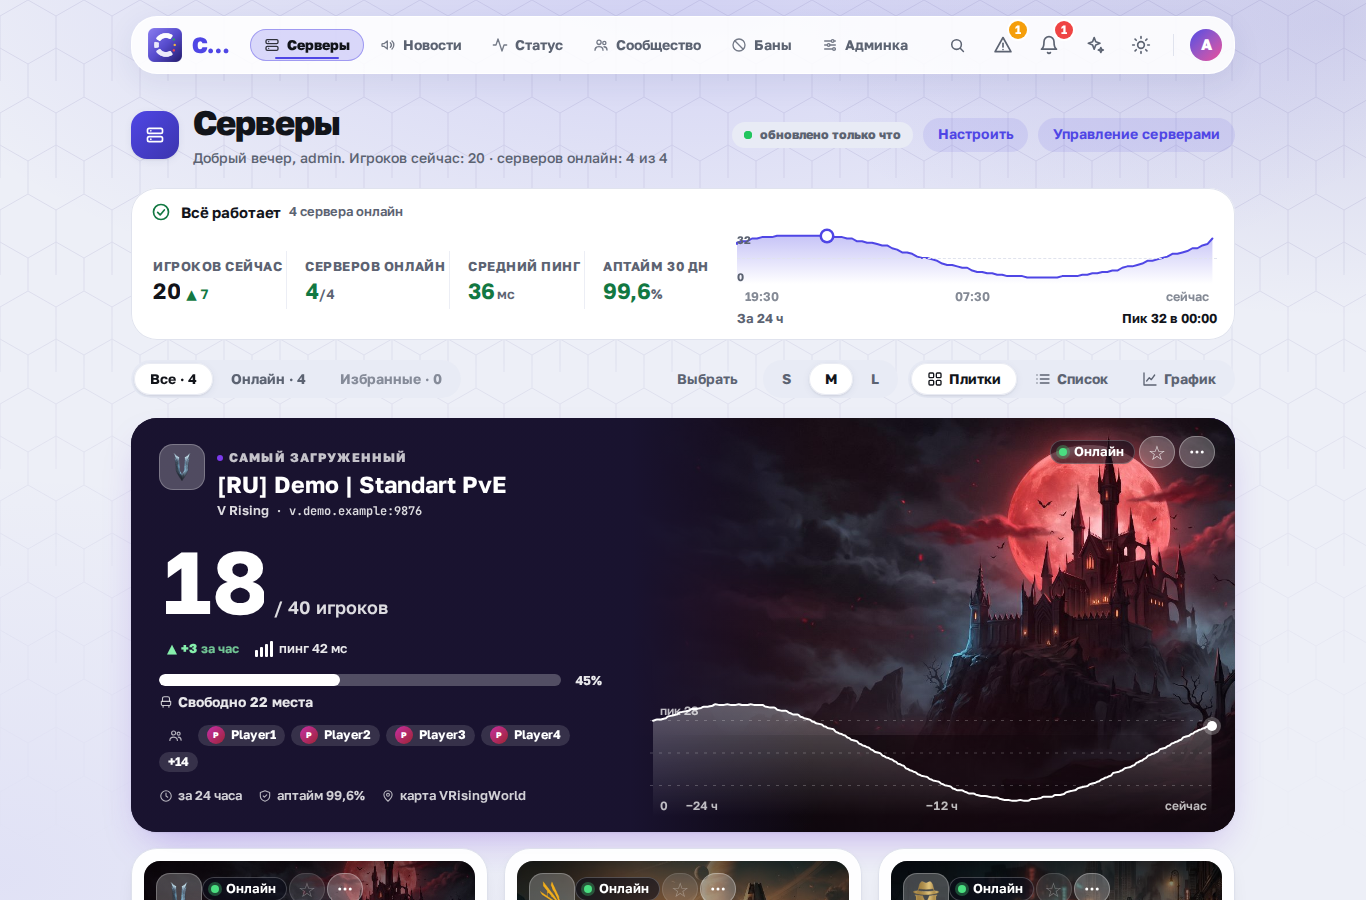 С...
Серверы
Новости
Статус
Сообщество
Баны
Админка
1
1
A
Серверы
Добрый вечер, admin. Игроков сейчас: 20 · серверов онлайн: 4 из 4
обновлено только что
Настроить
Управление серверами
Всё работает 4 сервера онлайн
ИГРОКОВ СЕЙЧАС
20 ▲ 7
СЕРВЕРОВ ОНЛАЙН
4/4
СРЕДНИЙ ПИНГ
36 мс
АПТАЙМ 30 ДН
99,6%
32
0
19:30 07:30 сейчас
За 24 ч Пик 32 в 00:00
Все · 4
Онлайн · 4
Избранные · 0
Выбрать
S M L
Плитки
Список
График
САМЫЙ ЗАГРУЖЕННЫЙ
[RU] Demo | Standart PvE
V Rising · v.demo.example:9876
Онлайн
18 / 40 игроков
▲ +3 за час пинг 42 мс
45%
Свободно 22 места
P Player1 P Player2 P Player3 P Player4
+14
за 24 часа аптайм 99,6% карта VRisingWorld
пик 28
0 −24 ч −12 ч сейчас
Онлайн
Онлайн
Онлайн